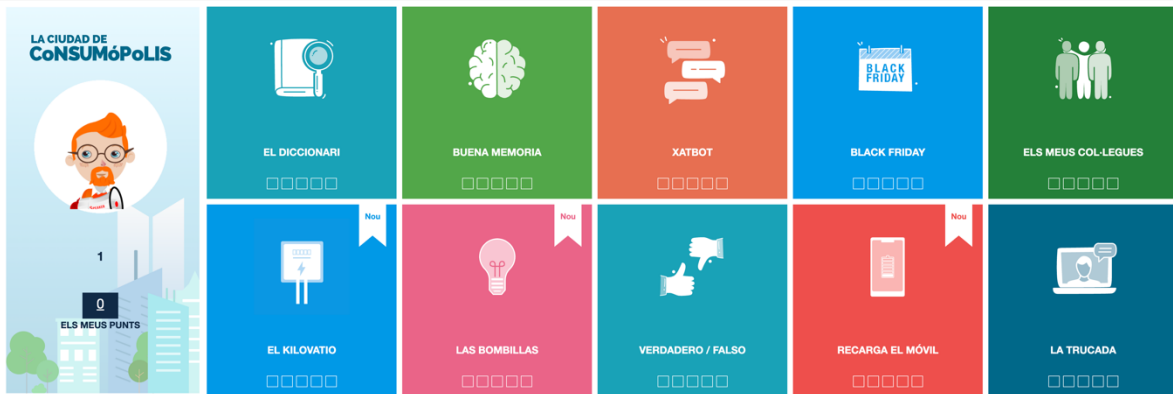 LA CIUDAD DE
CoNSUMóPoLIS
1
0
ELS MEUS PUNTS
EL DICCIONARI
BUENA MEMORIA
XATBOT
BLACK
FRIDAY
BLACK FRIDAY
ELS MEUS COL·LEGUES
Nou
EL KILOVATIO
Nou
LAS BOMBILLAS
VERDADERO / FALSO
Nou
RECARGA EL MÓVIL
LA TRUCADA